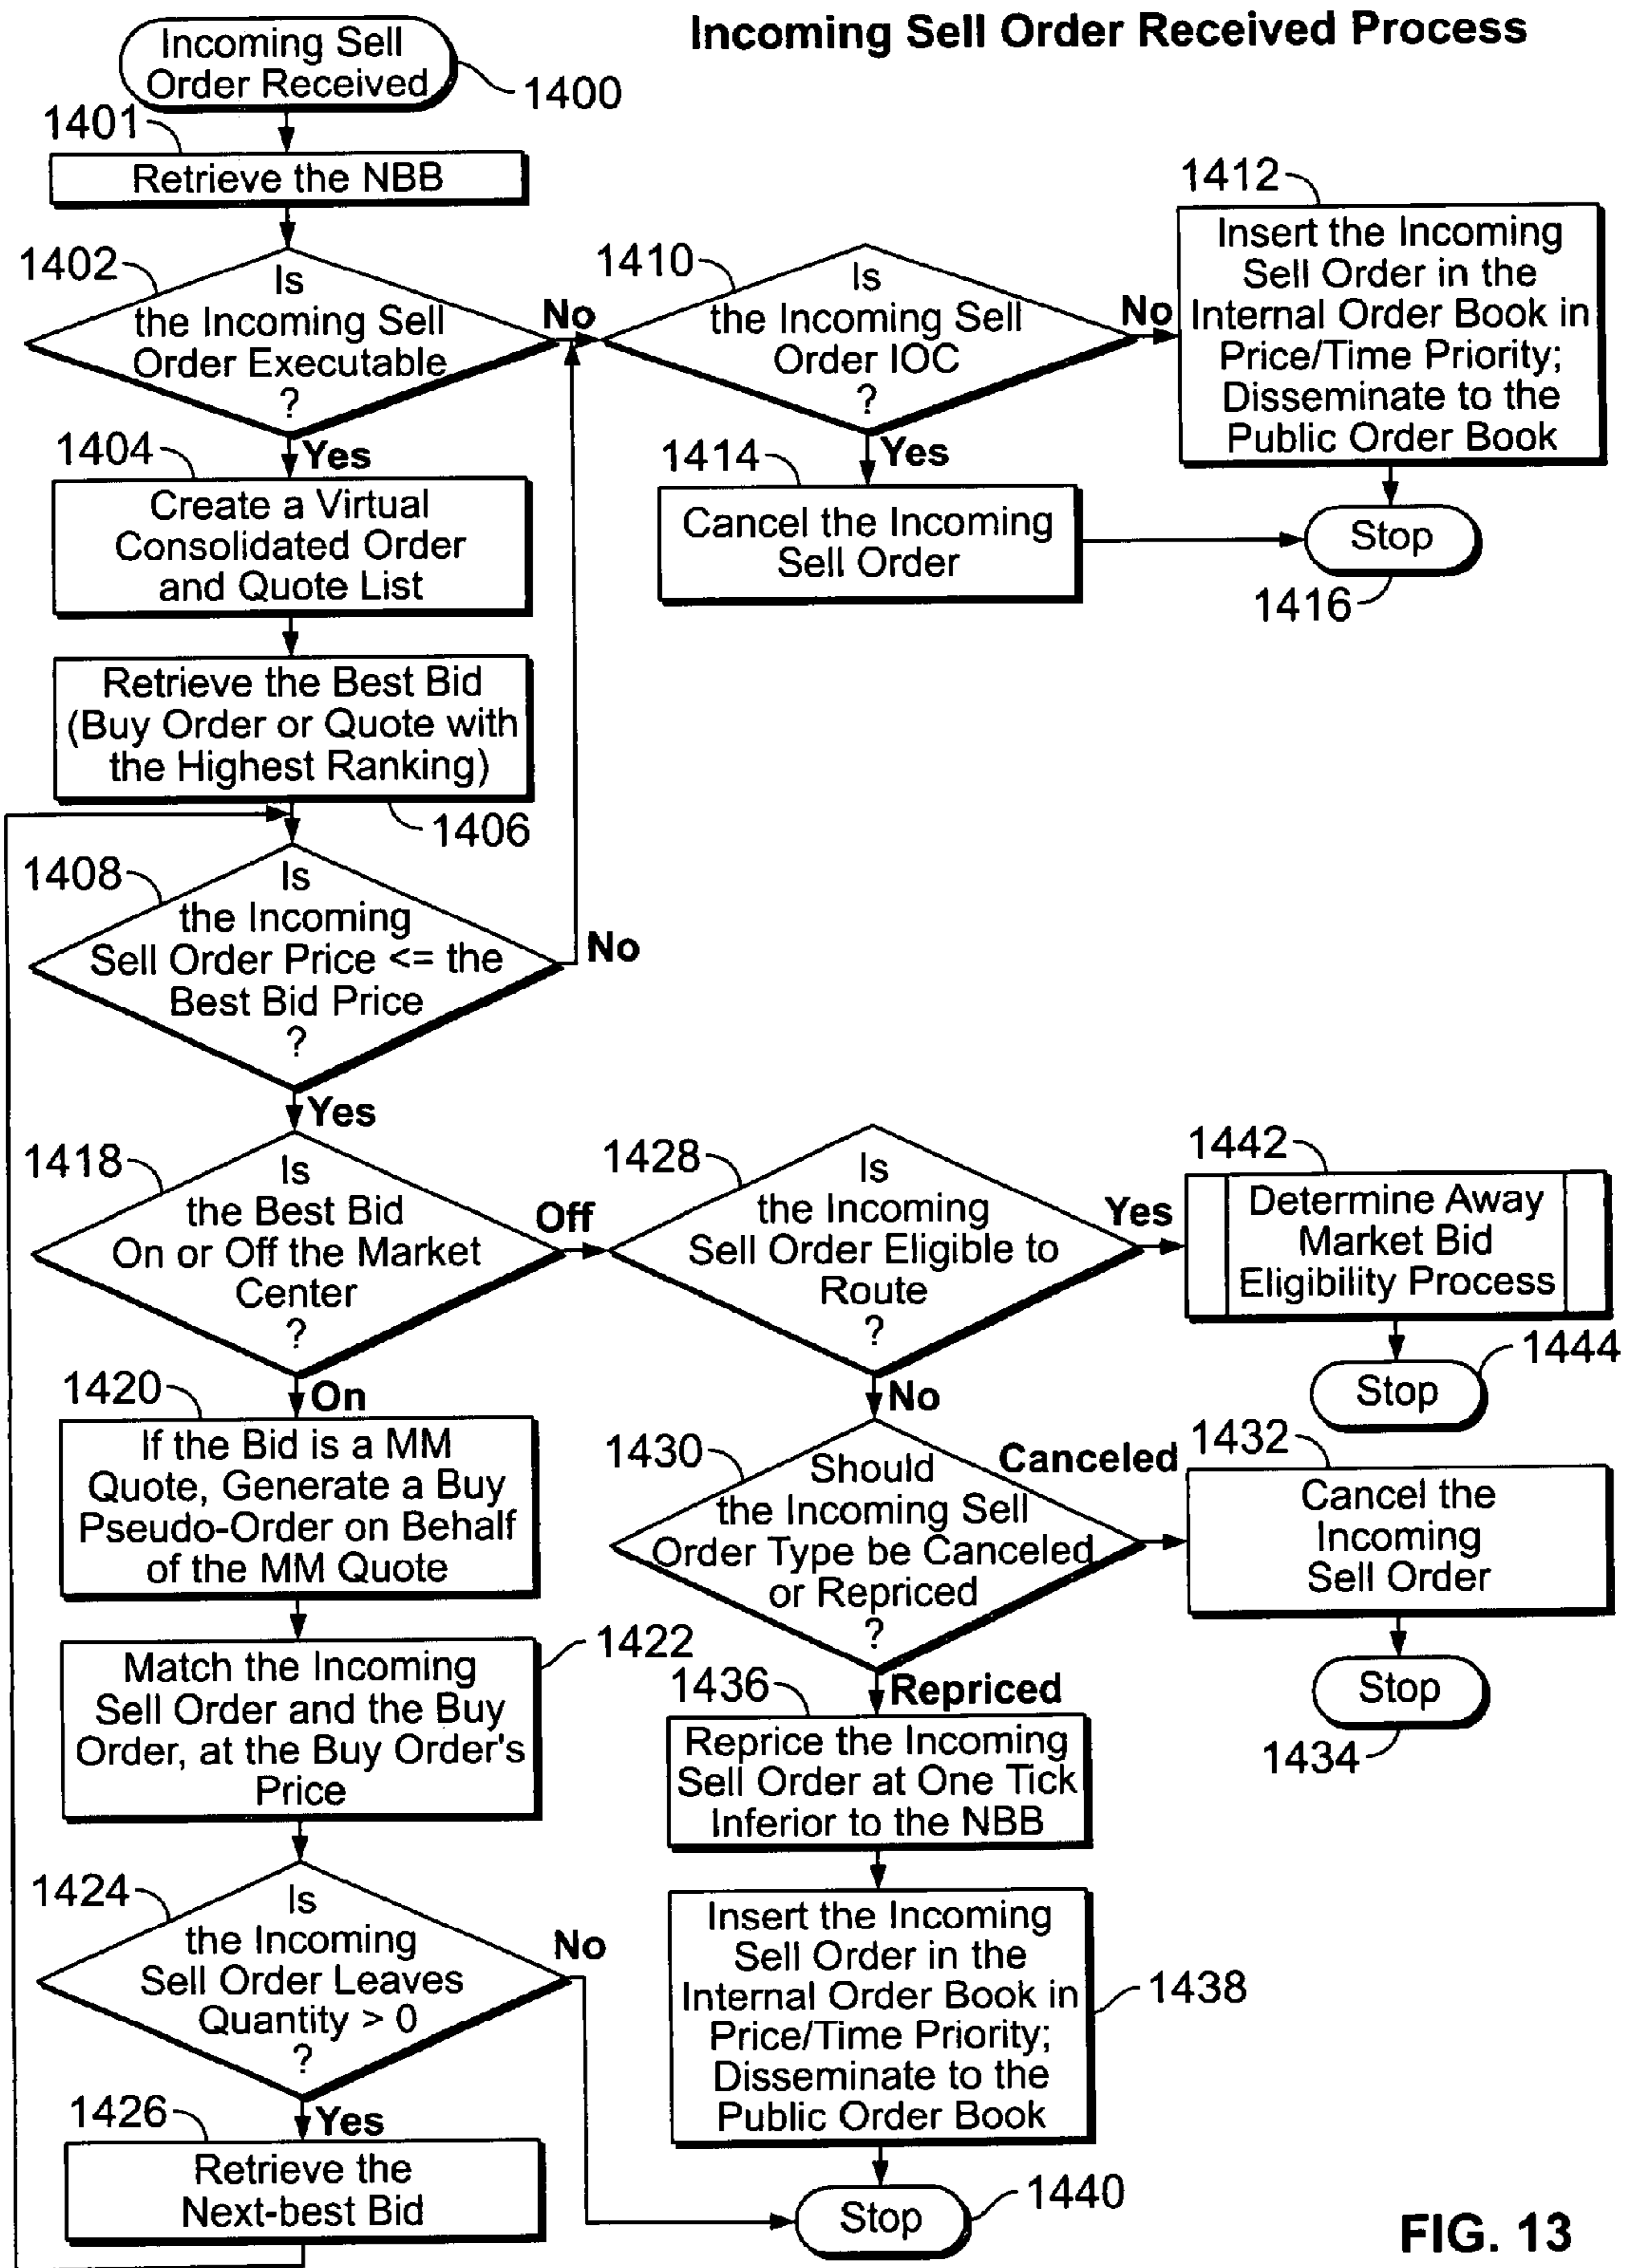 Incoming Sell Order Received Process
Incoming Sell
Order Received
1400
1401
Retrieve the NBB
1402
Is
the Incoming Sell
Order Executable
?
No
Yes
1410
Is
the Incoming Sell
Order IOC
?
No
Yes
1412
Insert the Incoming
Sell Order in the
Internal Order Book in
Price/Time Priority;
Disseminate to the
Public Order Book
1404
Create a Virtual
Consolidated Order
and Quote List
1414
Cancel the Incoming
Sell Order
Stop
1416
Retrieve the Best Bid
(Buy Order or Quote with
the Highest Ranking)
1406
1408
Is
the Incoming
Sell Order Price <= the
Best Bid Price
?
No
Yes
1418
Is
the Best Bid
On or Off the Market
Center
?
Off
On
1428
Is
the Incoming
Sell Order Eligible to
Route
?
Yes
No
1442
Determine Away
Market Bid
Eligibility Process
Stop
1444
1420
If the Bid is a MM
Quote, Generate a Buy
Pseudo-Order on Behalf
of the MM Quote
1430
Should
the Incoming Sell
Order Type be Canceled
or Repriced
?
Canceled
Repriced
1432
Cancel the
Incoming
Sell Order
Stop
1434
1422
Match the Incoming
Sell Order and the Buy
Order, at the Buy Order's
Price
1436
Reprice the Incoming
Sell Order at One Tick
Inferior to the NBB
1424
Is
the Incoming
Sell Order Leaves
Quantity > 0
?
No
Yes
Insert the Incoming
Sell Order in the
Internal Order Book in
Price/Time Priority;
Disseminate to the
Public Order Book
1438
1426
Retrieve the
Next-best Bid
Stop
1440
FIG. 13